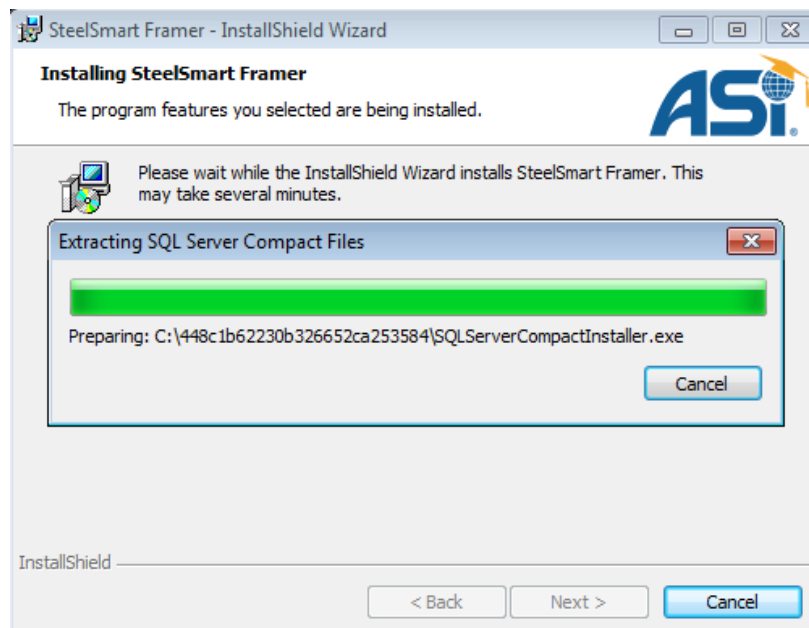 SteelSmart Framer - InstallShield Wizard
Installing SteelSmart Framer
The program features you selected are being installed.
ASi
Please wait while the InstallShield Wizard installs SteelSmart Framer. This
may take several minutes.
Extracting SQL Server Compact Files
Preparing: C:\448c1b62230b326652ca253584\SQLServerCompactInstaller.exe
Cancel
InstallShield
< Back
Next >
Cancel